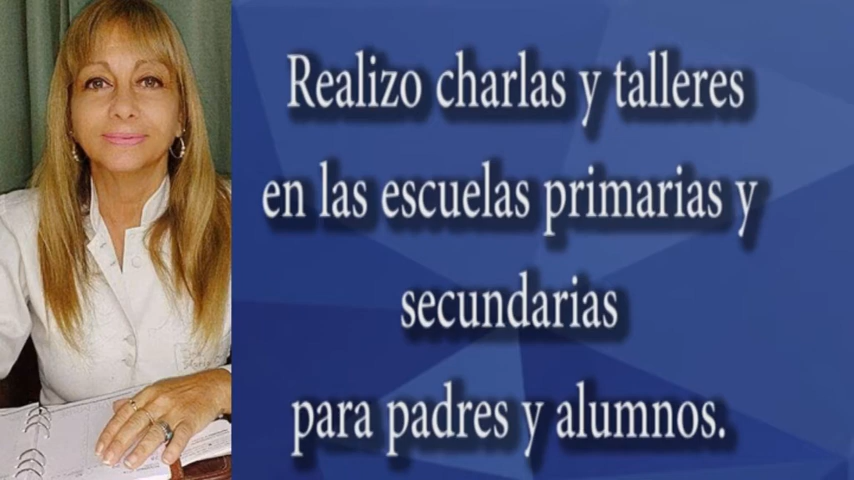 Realizo charlas y talleres
en las escuelas primarias y
secundarias
para padres y alumnos.